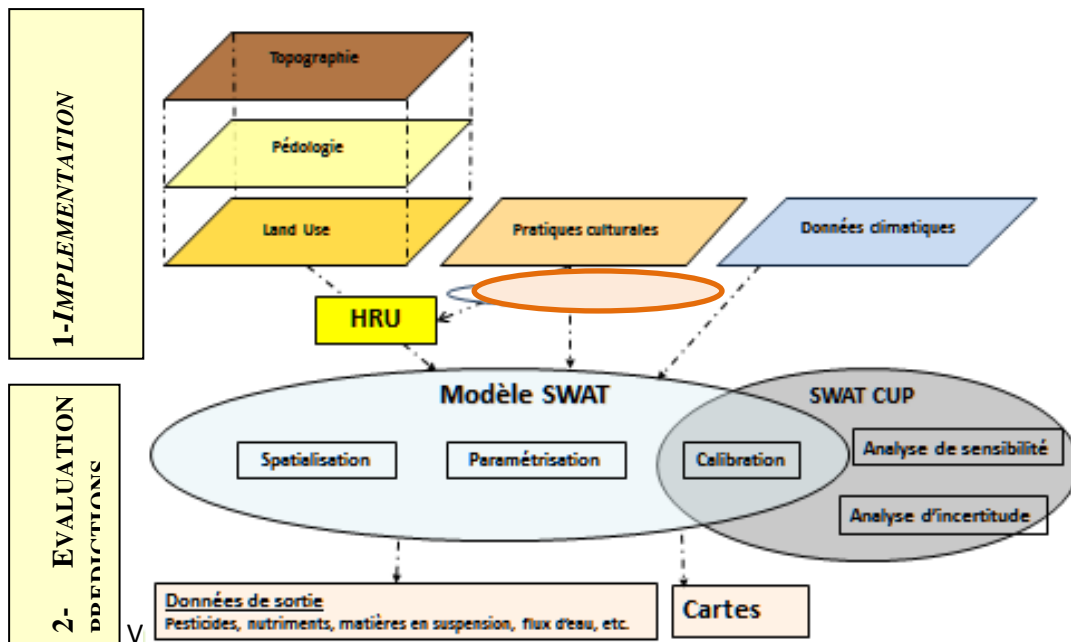 1-IMPLEMENTATION
Topographie
Pédologie
Land Use
Pratiques culturales
Données climatiques
HRU
2- EVALUATION
PREDICTIONS
Modèle SWAT
SWAT CUP
Spatialisation
Paramétrisation
Calibration
Analyse de sensibilité
Analyse d'incertitude
Données de sortie
Pesticides, nutriments, matières en suspension, flux d'eau, etc.
Cartes